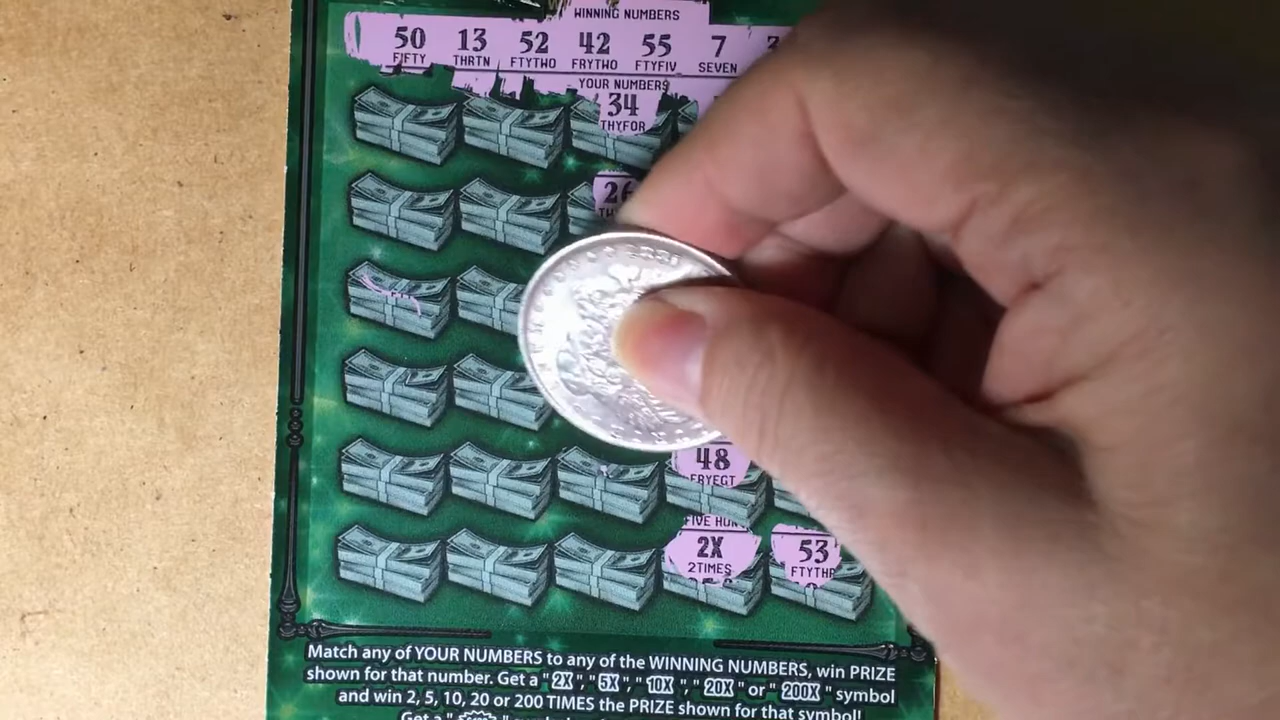 WINNING NUMBERS
50 13 52 42 55 7
FIFTY THRTN FTYTWO FRYTWO FTYFIV SEVEN
YOUR NUMBERS
34
THYFOR
26
48
FRYEGT
FIVE HUN
2X 53
2TIMES FTYTHR
Match any of YOUR NUMBERS to any of the WINNING NUMBERS, win PRIZE
shown for that number. Get a "2X", "5X", "10X", "20X" or "200X" symbol
and win 2, 5, 10, 20 or 200 TIMES the PRIZE shown for that symbol!
Get a "